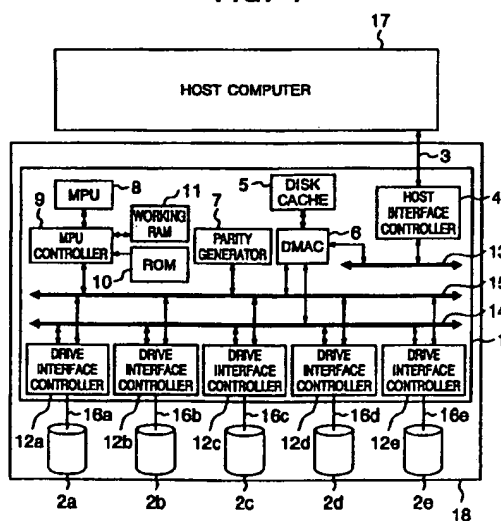 17
HOST COMPUTER
3
MPU
8
11
5
DISK
CACHE
9
WORKING
RAM
7
6
HOST
INTERFACE
CONTROLLER
4
MPU
CONTROLLER
PARITY
GENERATOR
DMAC
ROM
10
13
15
14
1
DRIVE
INTERFACE
CONTROLLER
DRIVE
INTERFACE
CONTROLLER
DRIVE
INTERFACE
CONTROLLER
DRIVE
INTERFACE
CONTROLLER
DRIVE
INTERFACE
CONTROLLER
12a
16a
12b
16b
12c
16c
12d
16d
12e
16e
2a
2b
2c
2d
2e
18